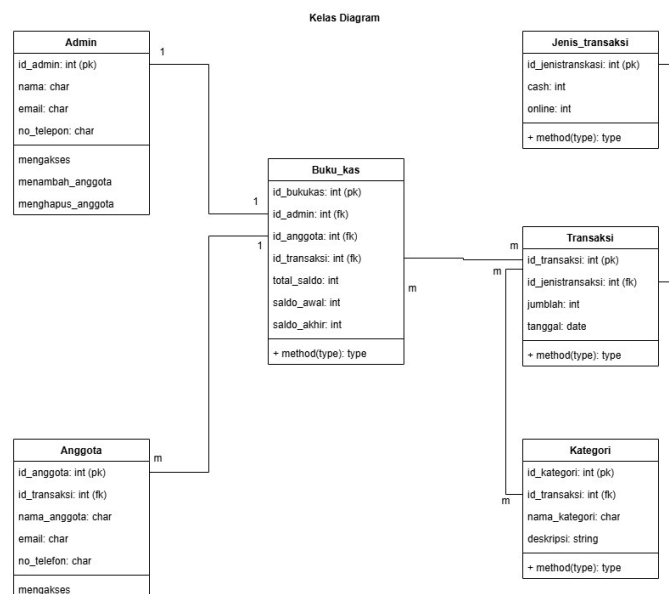 Kelas Diagram
Admin
id_admin: int (pk)
nama: char
email: char
no_telepon: char
mengakses
menambah_anggota
menghapus_anggota
1
1
1
Buku_kas
id_bukukas: int (pk)
id_admin: int (fk)
id_anggota: int (fk)
id_transaksi: int (fk)
total_saldo: int
saldo_awal: int
saldo_akhir: int
+ method(type): type
m
m
m
m
Jenis_transaksi
id_jenistranskasi: int (pk)
cash: int
online: int
+ method(type): type
Transaksi
id_transaksi: int (pk)
id_jenistransaksi: int (fk)
jumblah: int
tanggal: date
+ method(type): type
Anggota
id_anggota: int (pk)
id_transaksi: int (fk)
nama_anggota: char
email: char
no_telefon: char
mengakses
m
Kategori
id_kategori: int (pk)
id_transaksi: int (fk)
nama_kategori: char
deskripsi: string
+ method(type): type